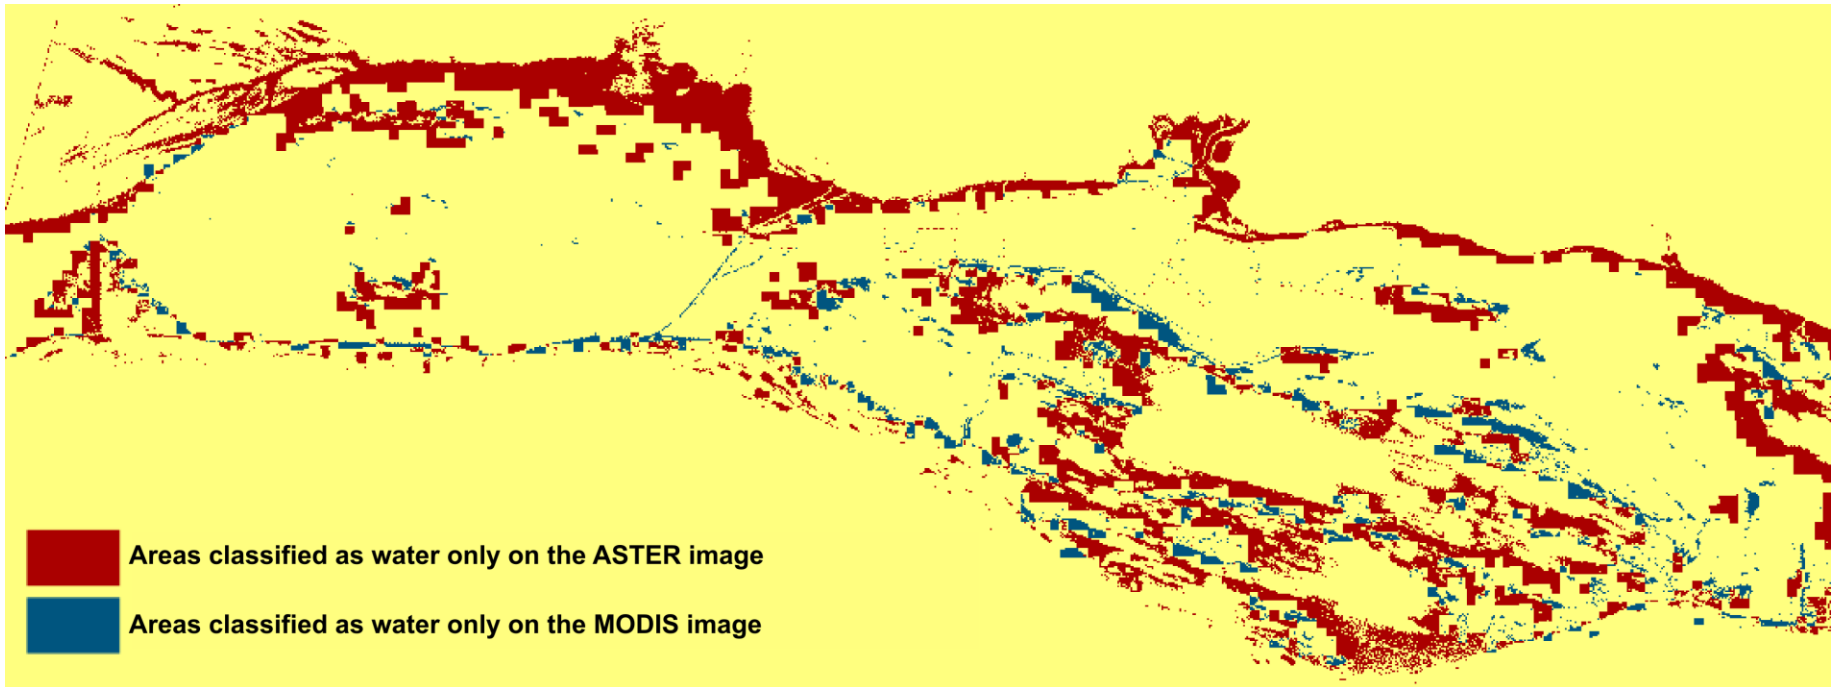 Areas classified as water only on the ASTER image
Areas classified as water only on the MODIS image